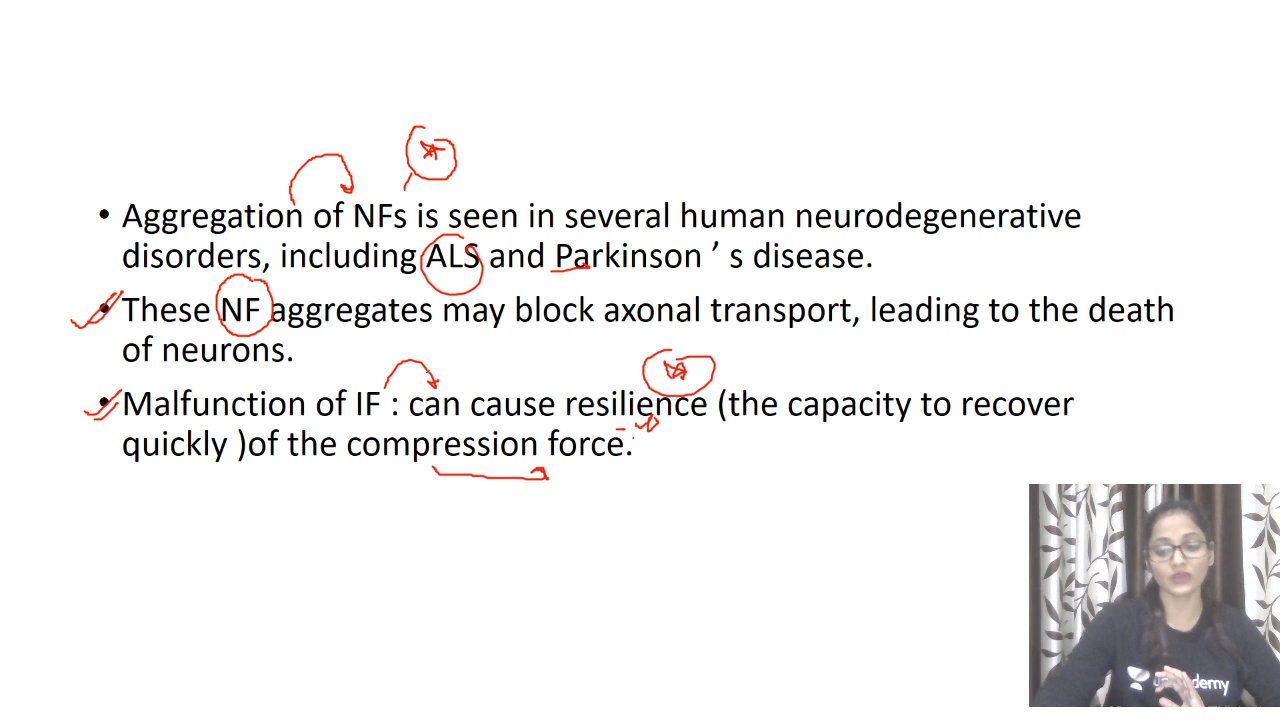 • Aggregation of NFs is seen in several human neurodegenerative
disorders, including ALS and Parkinson ’ s disease.
• These NF aggregates may block axonal transport, leading to the death
of neurons.
• Malfunction of IF : can cause resilience (the capacity to recover
quickly )of the compression force.